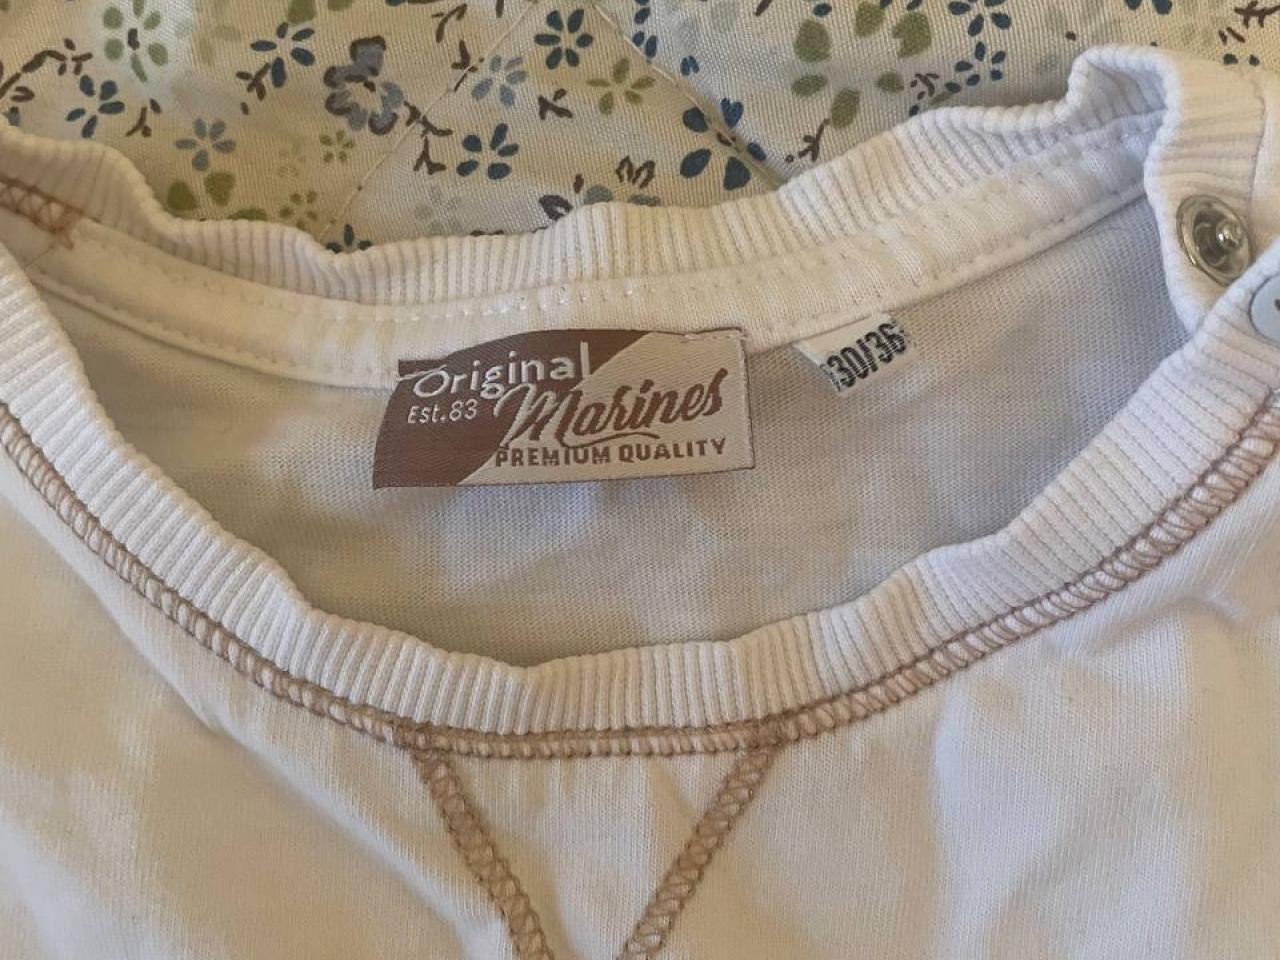 Original
Est.83 Marines
PREMIUM QUALITY
30/36